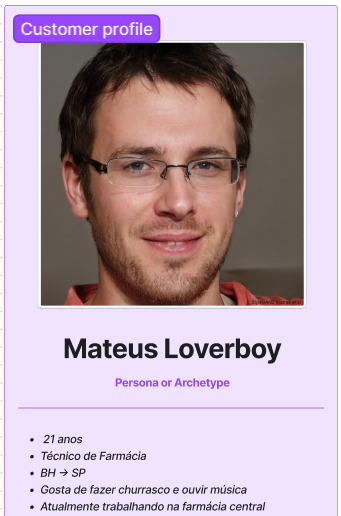 Customer profile
Mateus Loverboy
Persona or Archetype
• 21 anos
• Técnico de Farmácia
• BH → SP
• Gosta de fazer churrasco e ouvir música
• Atualmente trabalhando na farmácia central